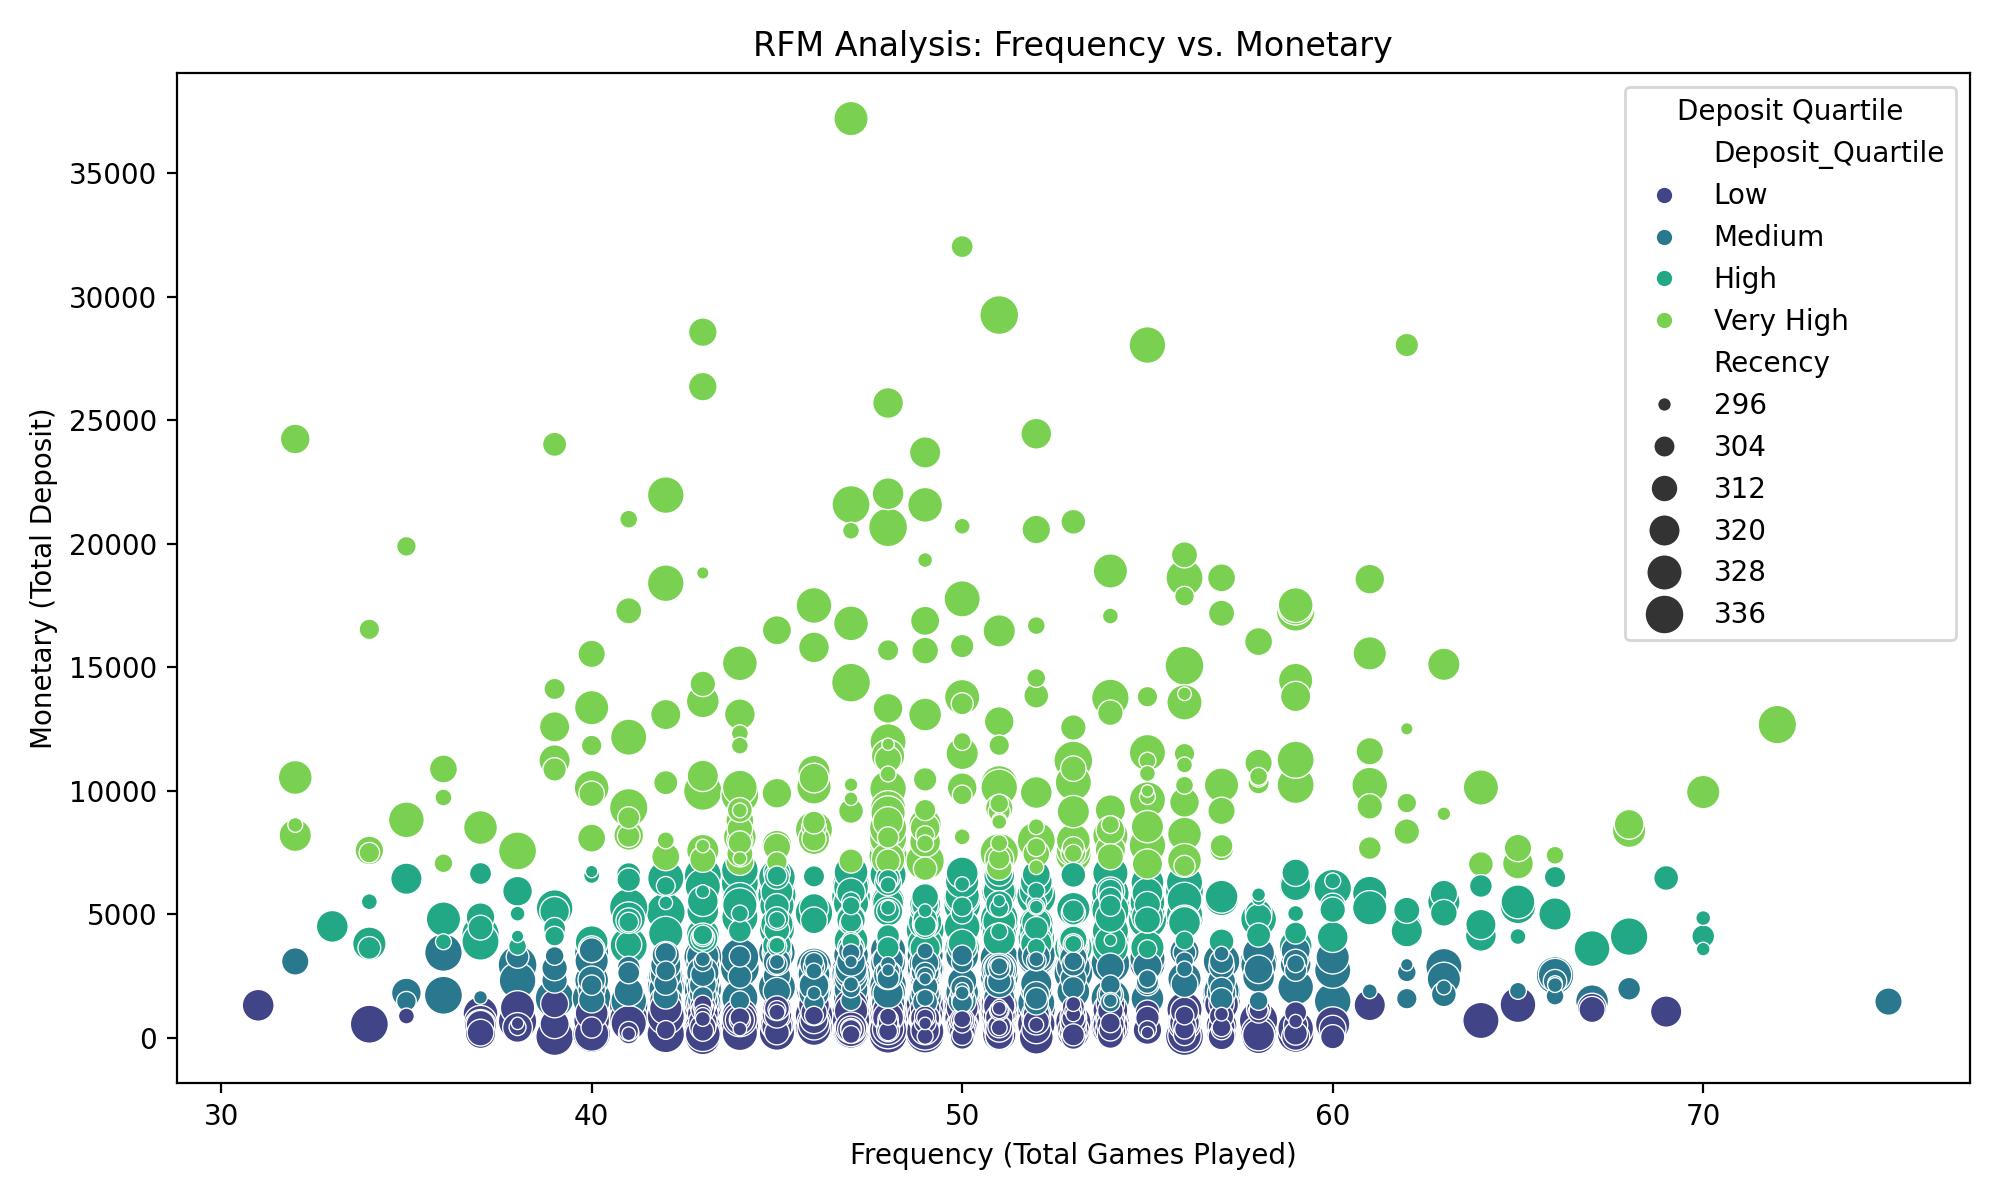 RFM Analysis: Frequency vs. Monetary
Monetary (Total Deposit)
35000
30000
25000
20000
15000
10000
5000
0
30
40
50
60
70
Frequency (Total Games Played)
Deposit Quartile
Deposit_Quartile
Low
Medium
High
Very High
Recency
296
304
312
320
328
336